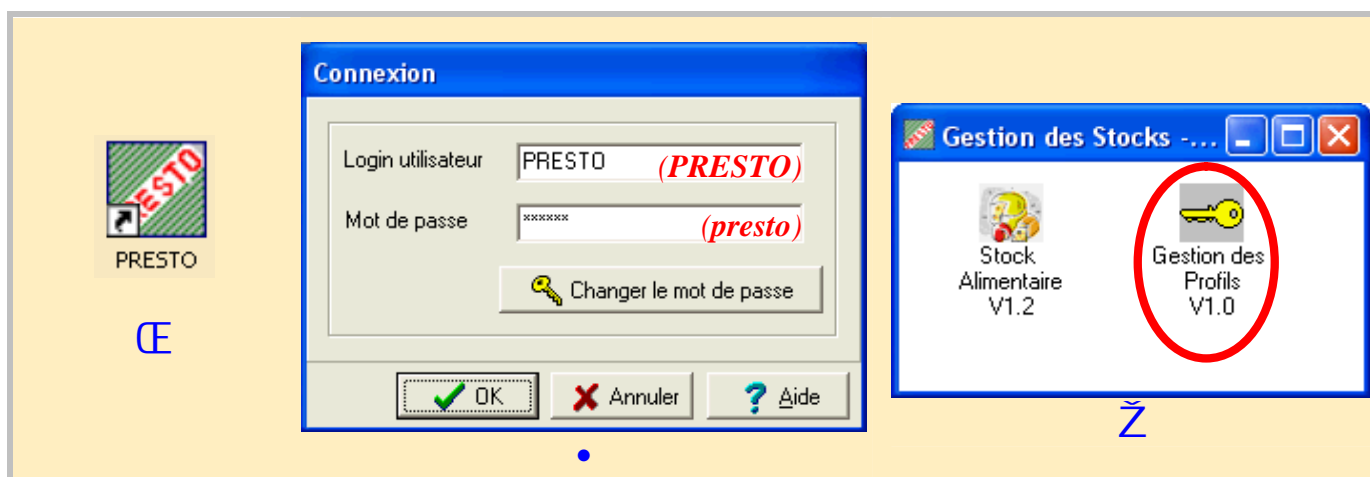 RESTO
PRESTO
Œ
Connexion
Login utilisateur PRESTO (PRESTO)
Mot de passe ****** (presto)
Changer le mot de passe
OK Annuler Aide
•
Gestion des Stocks -...
Stock
Alimentaire
V1.2
Gestion des
Profils
V1.0
Ž